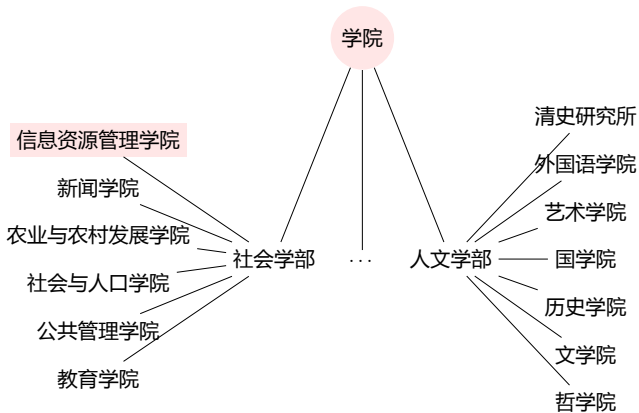 学院
信息资源管理学院
新闻学院
农业与农村发展学院
社会与人口学院
公共管理学院
教育学院
社会学部
···
人文学部
清史研究所
外国语学院
艺术学院
国学院
历史学院
文学院
哲学院